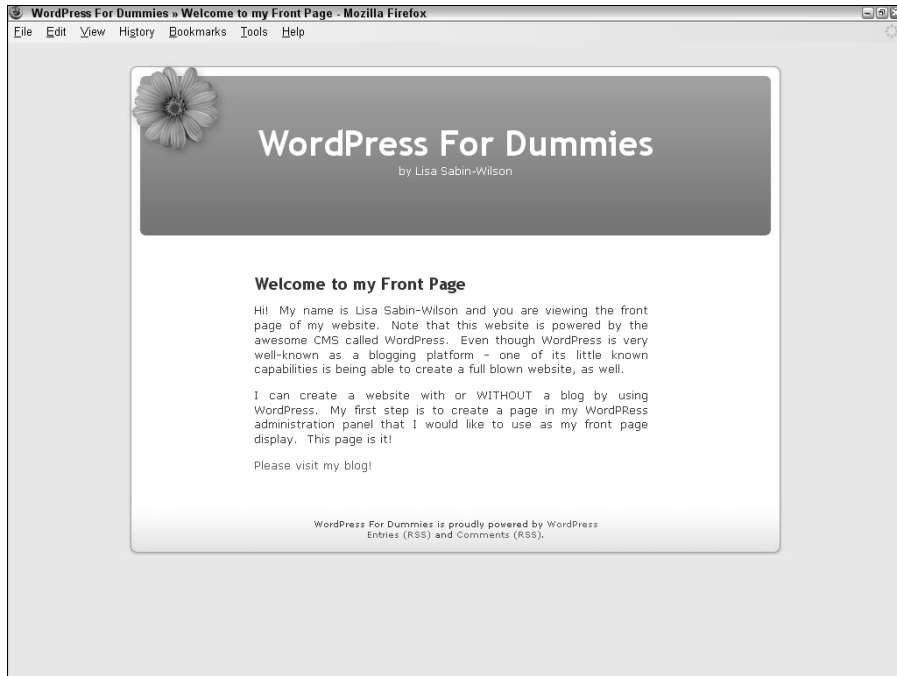 WordPress For Dummies » Welcome to my Front Page - Mozilla Firefox
File Edit View History Bookmarks Tools Help
WordPress For Dummies
by Lisa Sabin-Wilson
Welcome to my Front Page
Hi! My name is Lisa Sabin-Wilson and you are viewing the front
page of my website. Note that this website is powered by the
awesome CMS called WordPress. Even though WordPress is very
well-known as a blogging platform - one of its little known
capabilities is being able to create a full blown website, as well.
I can create a website with or WITHOUT a blog by using
WordPress. My first step is to create a page in my WordPRess
administration panel that I would like to use as my front page
display. This page is it!
Please visit my blog!
WordPress For Dummies is proudly powered by WordPress
Entries (RSS) and Comments (RSS).